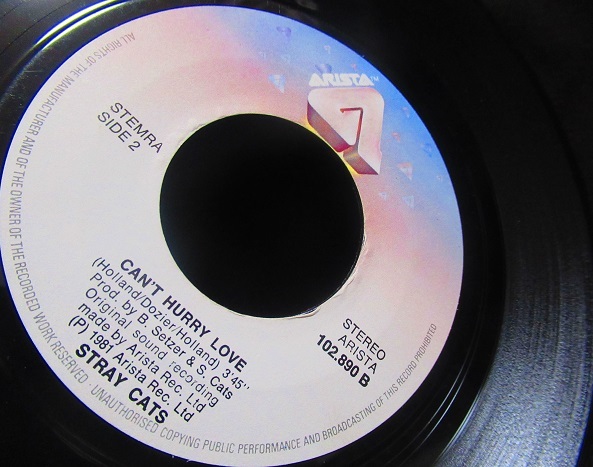 ARISTA™
STEMRA
SIDE 2
STEREO
ARISTA
102.890 B
CAN'T HURRY LOVE
(Holland/Dozier/Holland) 3'45"
Prod. by B. Setzer & S. Cats
Original sound recording
made by Arista Rec. Ltd
(P) 1981 Arista Rec. Ltd
STRAY CATS
ALL RIGHTS OF THE MANUFACTURER AND OF THE OWNER OF THE RECORDED WORK RESERVED · UNAUTHORISED COPYING PUBLIC PERFORMANCE AND BROADCASTING OF THIS RECORD PROHIBITED